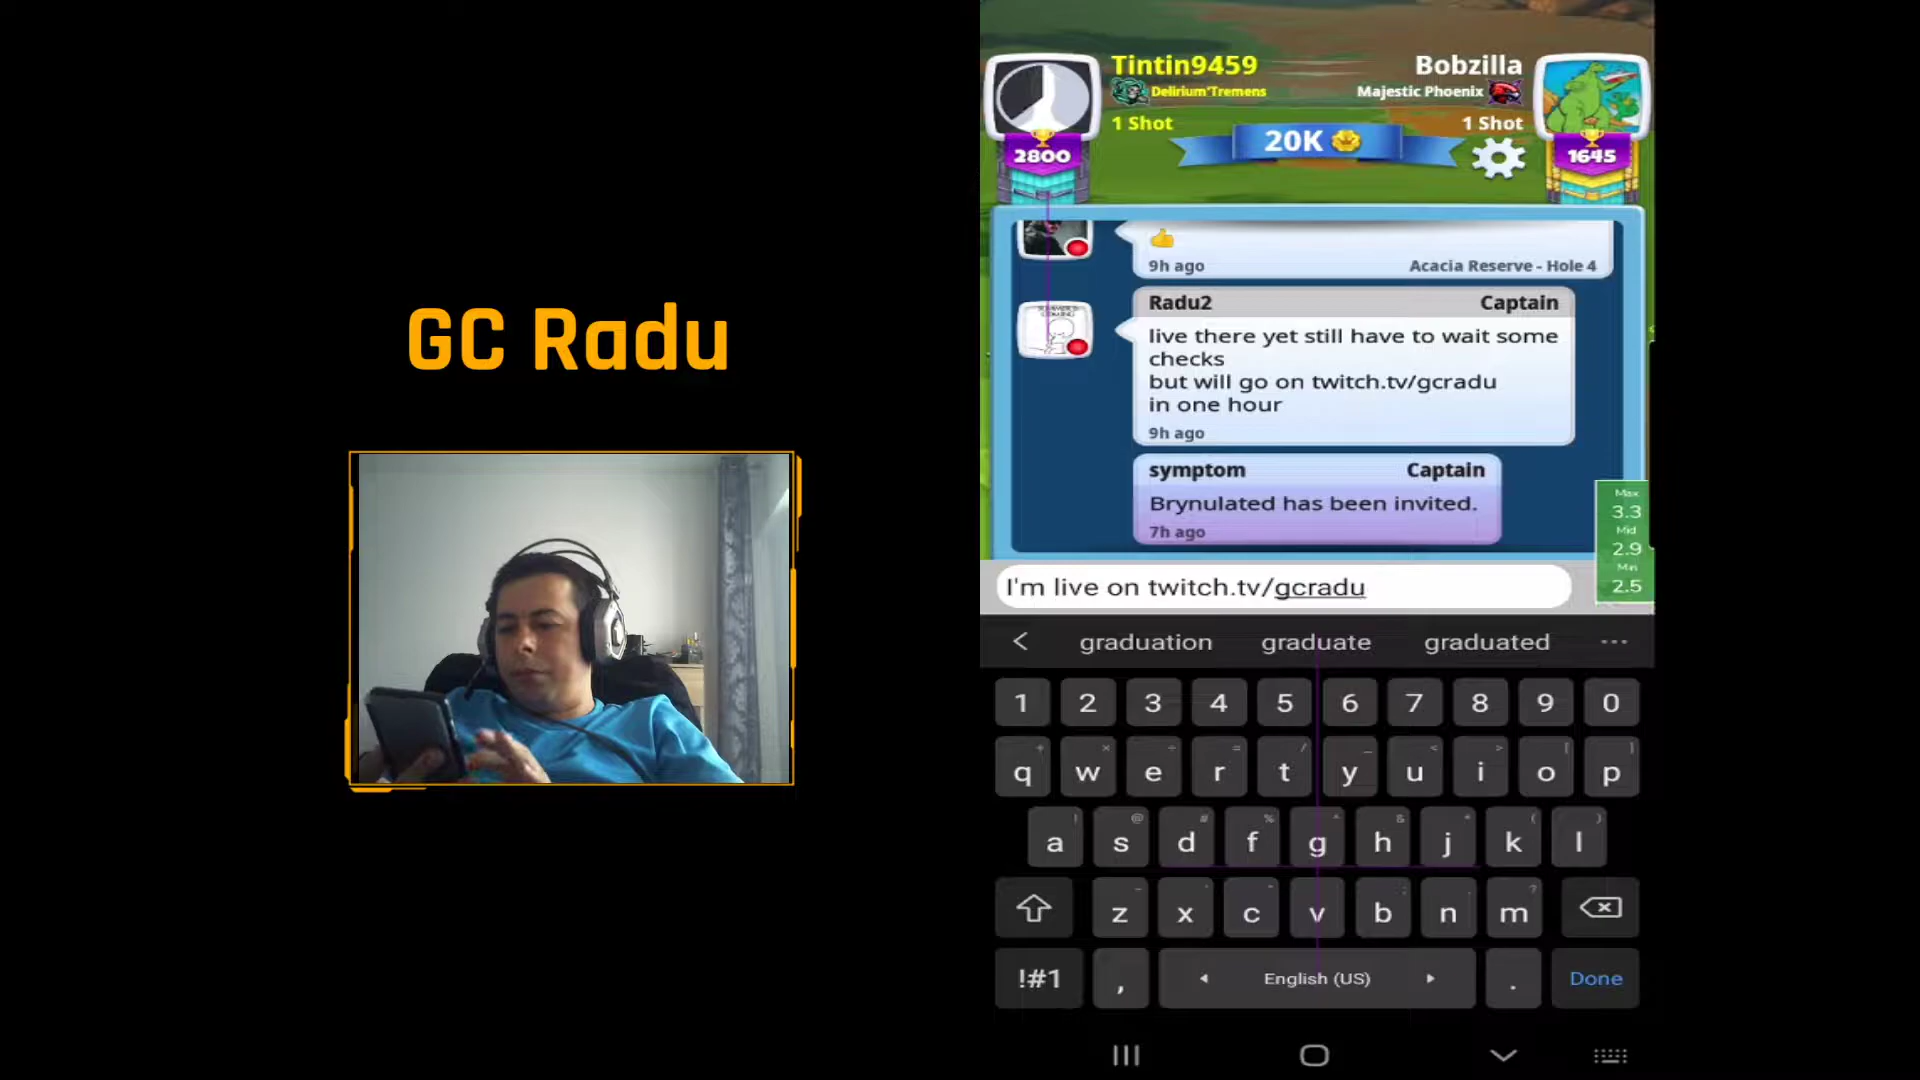 GC Radu
Tintin9459
Delirium'Tremens
1 Shot
2800
20K
Bobzilla
Majestic Phoenix
1 Shot
1645
9h ago
Acacia Reserve - Hole 4
Radu2
Captain
live there yet still have to wait some
checks
but will go on twitch.tv/gcradu
in one hour
9h ago
symptom
Captain
Brynulated has been invited.
7h ago
Max
3.3
Mid
2.9
Min
2.5
I'm live on twitch.tv/gcradu
graduation graduate graduated
1 2 3 4 5 6 7 8 9 0
q w e r t y u i o p
a s d f g h j k l
z x c v b n m
!#1 , English (US) . Done